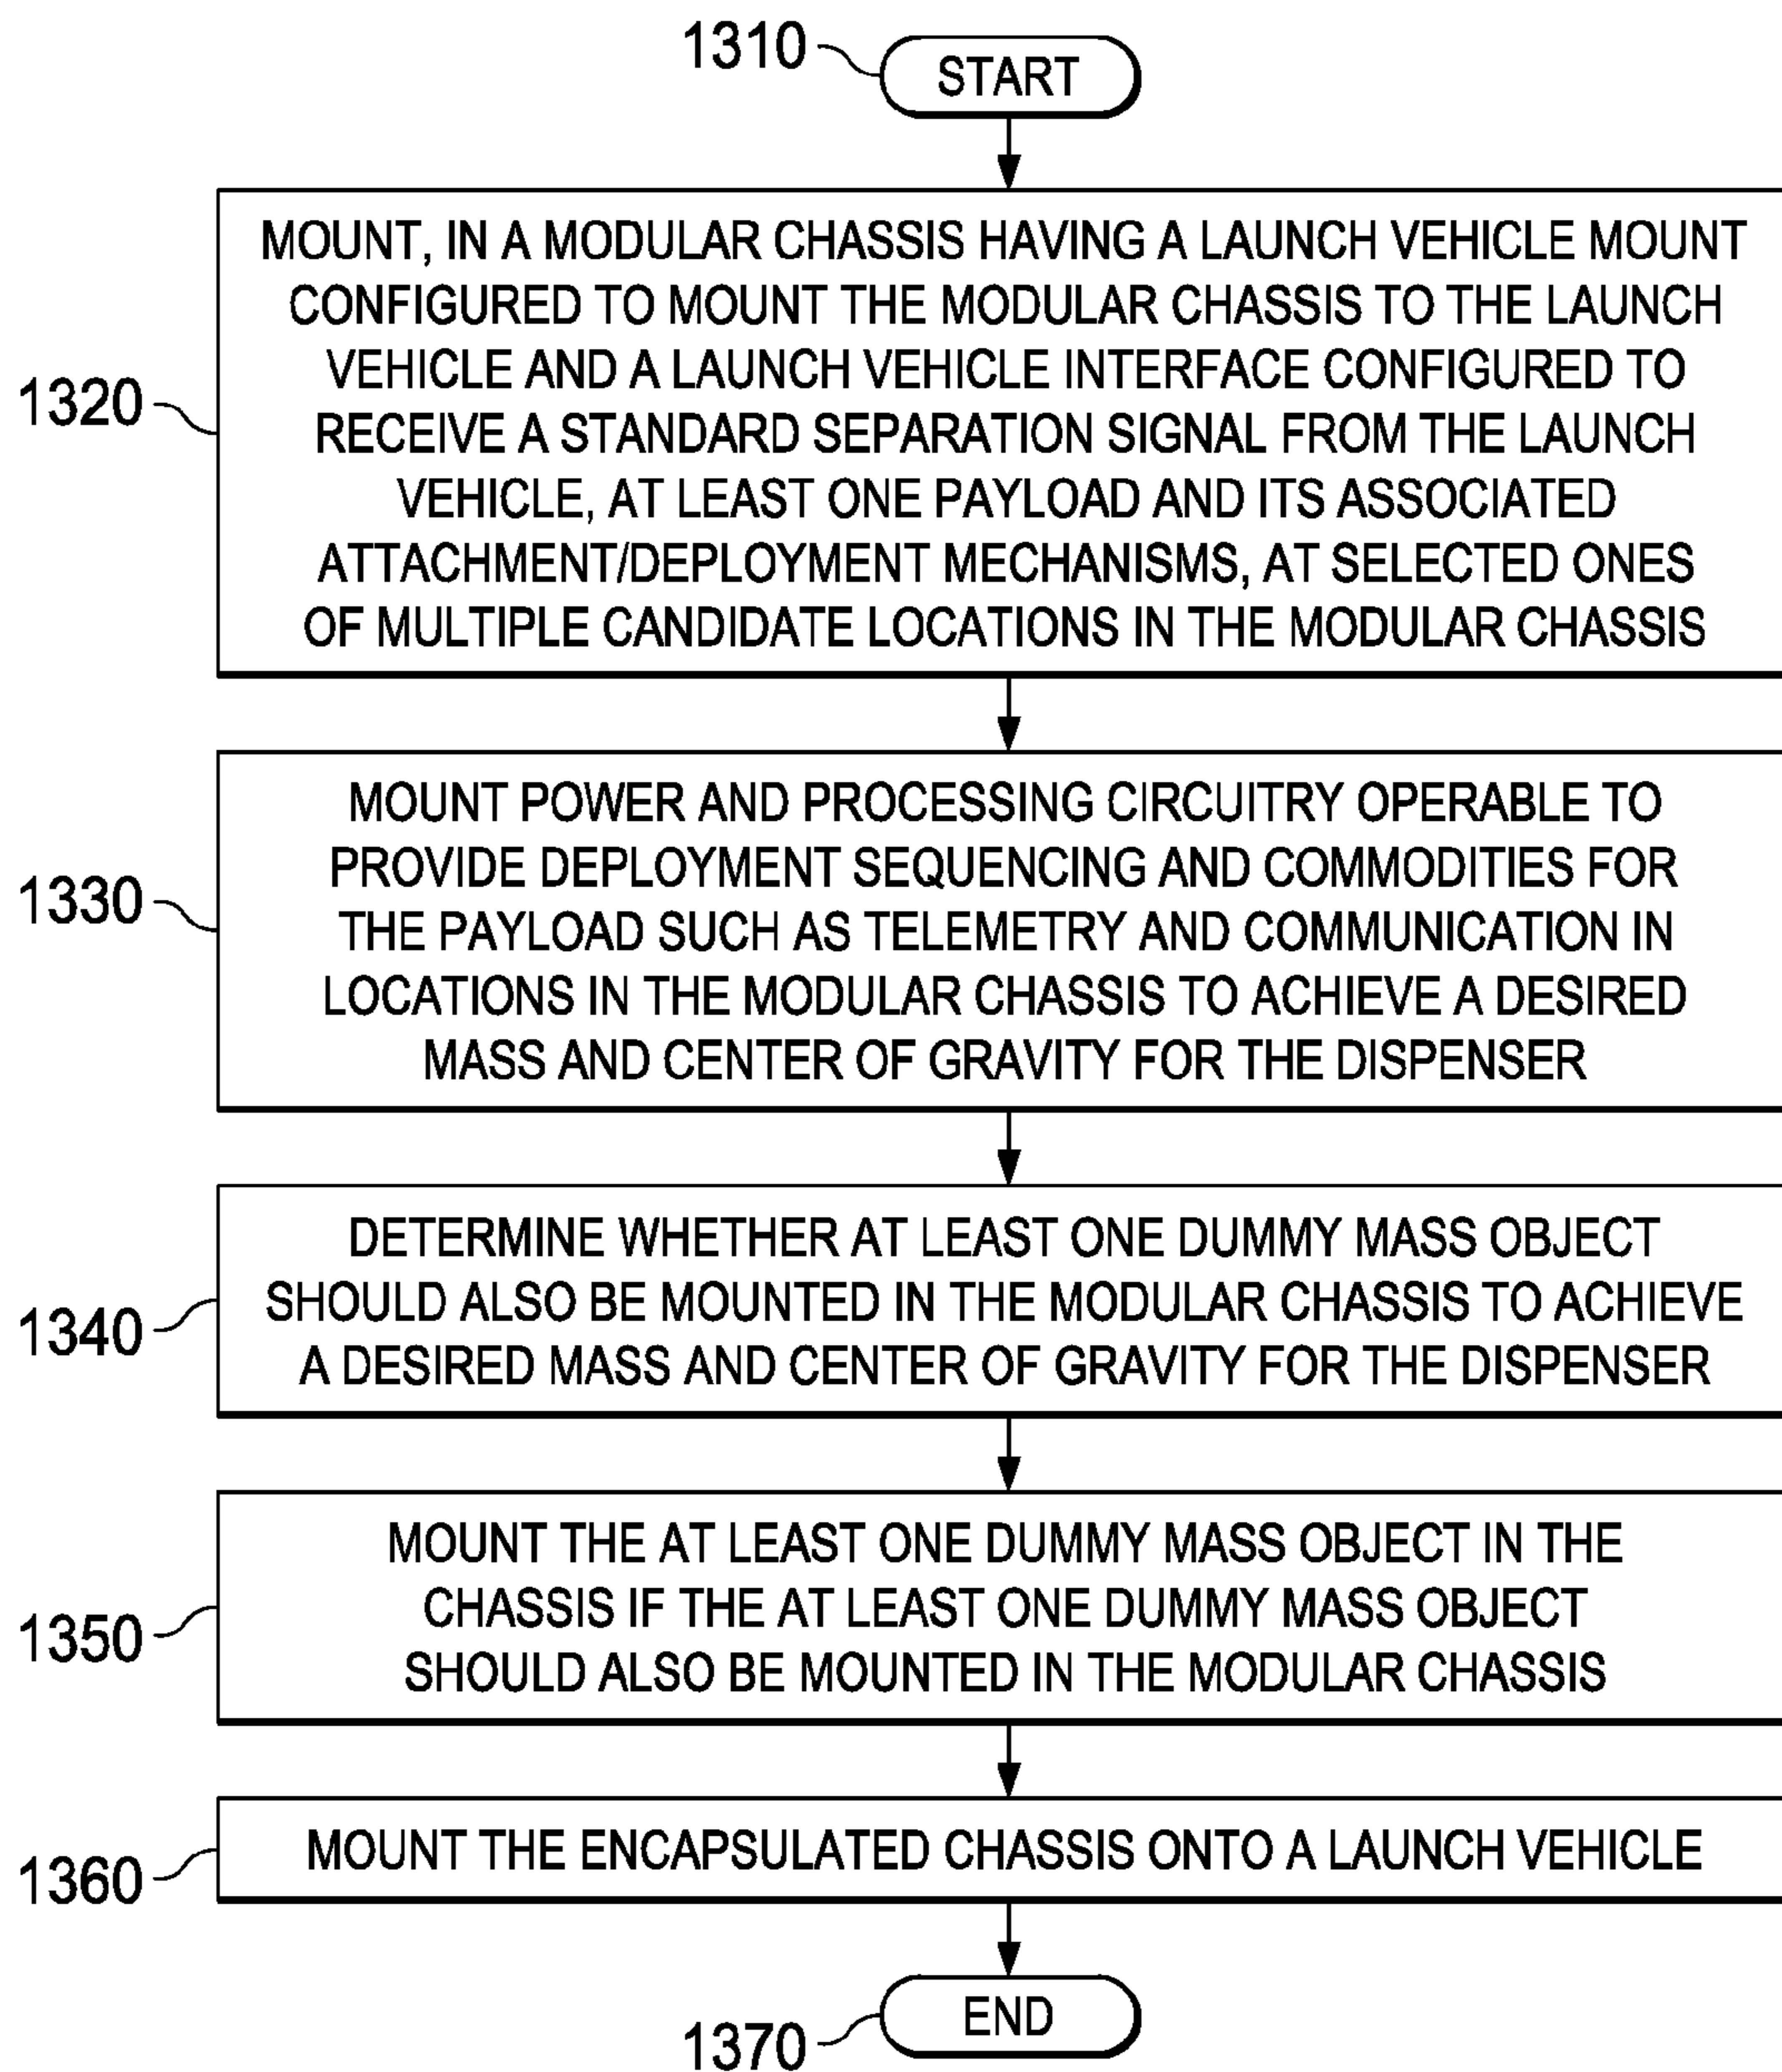 1310
START
1320
MOUNT, IN A MODULAR CHASSIS HAVING A LAUNCH VEHICLE MOUNT
CONFIGURED TO MOUNT THE MODULAR CHASSIS TO THE LAUNCH
VEHICLE AND A LAUNCH VEHICLE INTERFACE CONFIGURED TO
RECEIVE A STANDARD SEPARATION SIGNAL FROM THE LAUNCH
VEHICLE, AT LEAST ONE PAYLOAD AND ITS ASSOCIATED
ATTACHMENT/DEPLOYMENT MECHANISMS, AT SELECTED ONES
OF MULTIPLE CANDIDATE LOCATIONS IN THE MODULAR CHASSIS
1330
MOUNT POWER AND PROCESSING CIRCUITRY OPERABLE TO
PROVIDE DEPLOYMENT SEQUENCING AND COMMODITIES FOR
THE PAYLOAD SUCH AS TELEMETRY AND COMMUNICATION IN
LOCATIONS IN THE MODULAR CHASSIS TO ACHIEVE A DESIRED
MASS AND CENTER OF GRAVITY FOR THE DISPENSER
1340
DETERMINE WHETHER AT LEAST ONE DUMMY MASS OBJECT
SHOULD ALSO BE MOUNTED IN THE MODULAR CHASSIS TO ACHIEVE
A DESIRED MASS AND CENTER OF GRAVITY FOR THE DISPENSER
1350
MOUNT THE AT LEAST ONE DUMMY MASS OBJECT IN THE
CHASSIS IF THE AT LEAST ONE DUMMY MASS OBJECT
SHOULD ALSO BE MOUNTED IN THE MODULAR CHASSIS
1360
MOUNT THE ENCAPSULATED CHASSIS ONTO A LAUNCH VEHICLE
1370
END